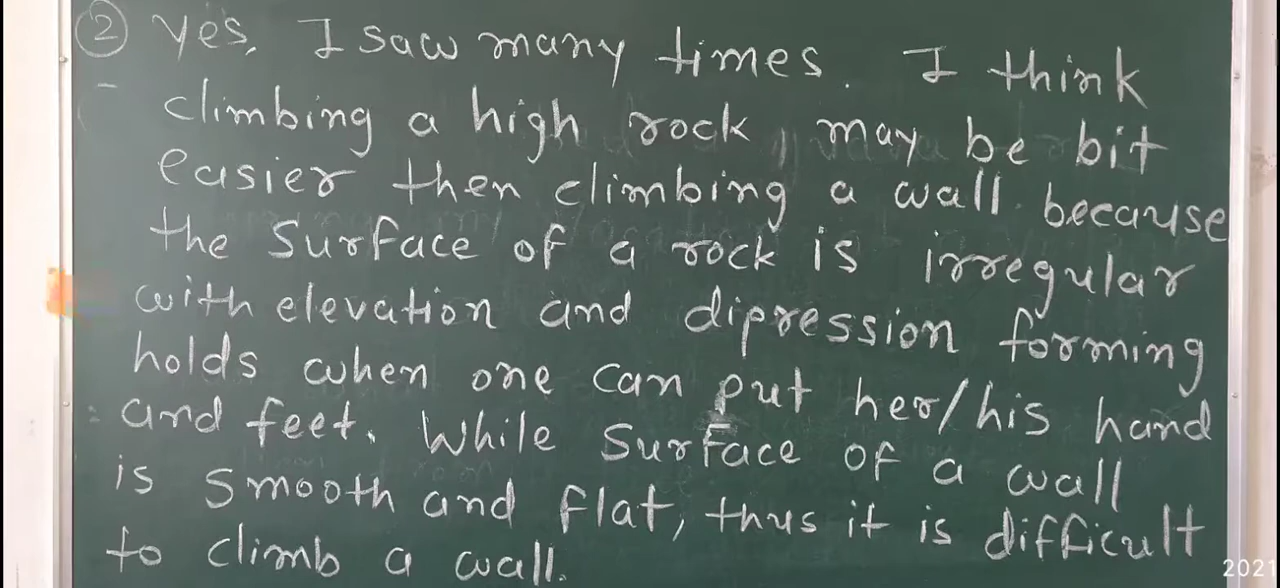 ② Yes, I saw many times. I think
climbing a high rock, may be bit
easier then climbing a wall because
the surface of a rock is irregular
with elevation and dipression forming
holds when one can put her/his hand
and feet. While surface of a wall
is smooth and flat, thus it is difficult
to climb a wall.
2021